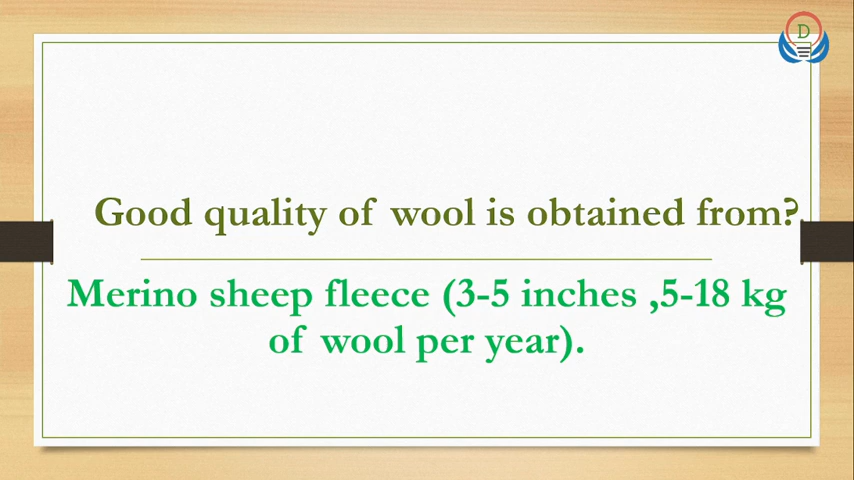 D
Good quality of wool is obtained from?
Merino sheep fleece (3-5 inches ,5-18 kg
of wool per year).